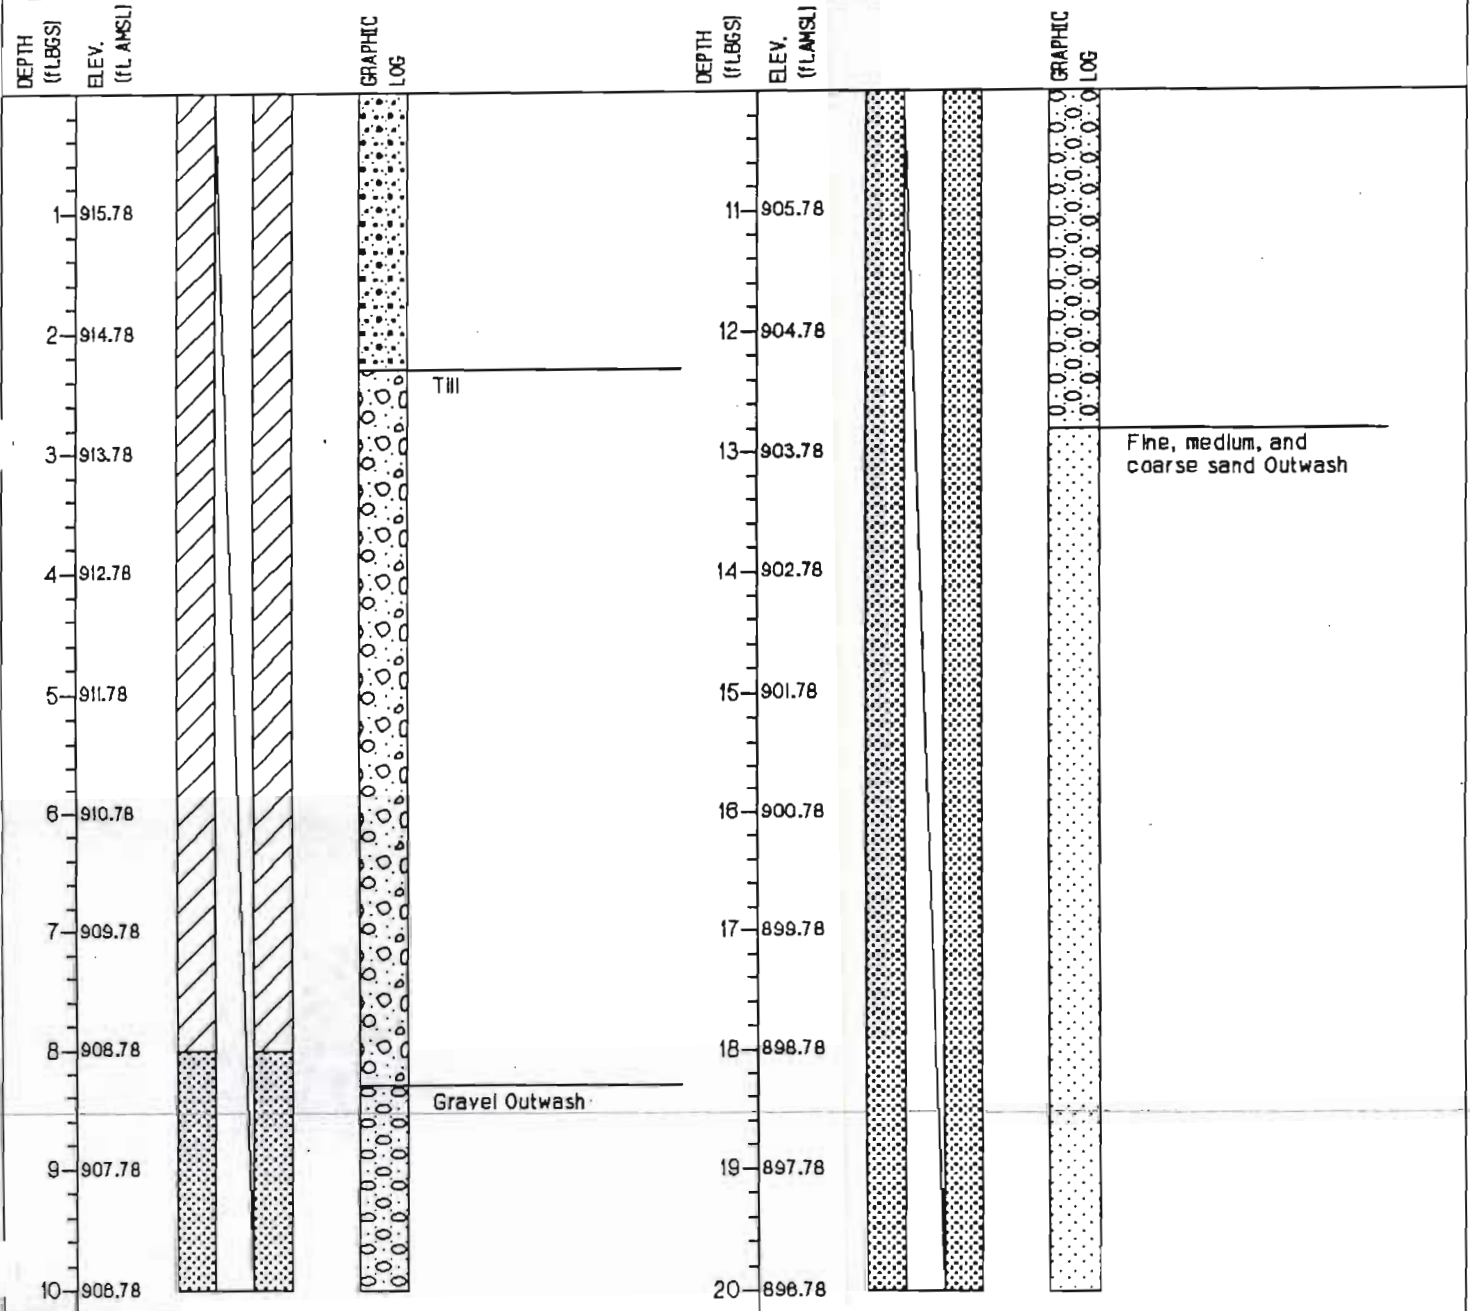 DEPTH
(ft.BGS)
ELEV.
(ft. AMSL)
GRAPHIC
LOG
1 915.78
2 914.78
Till
3 913.78
4 912.78
5 911.78
6 910.78
7 909.78
8 908.78
Gravel Outwash
9 907.78
10 906.78
DEPTH
(ft.BGS)
ELEV.
(ft.AMSL)
GRAPHIC
LOG
11 905.78
12 904.78
Fine, medium, and
coarse sand Outwash
13 903.78
14 902.78
15 901.78
16 900.78
17 899.78
18 898.78
19 897.78
20 896.78